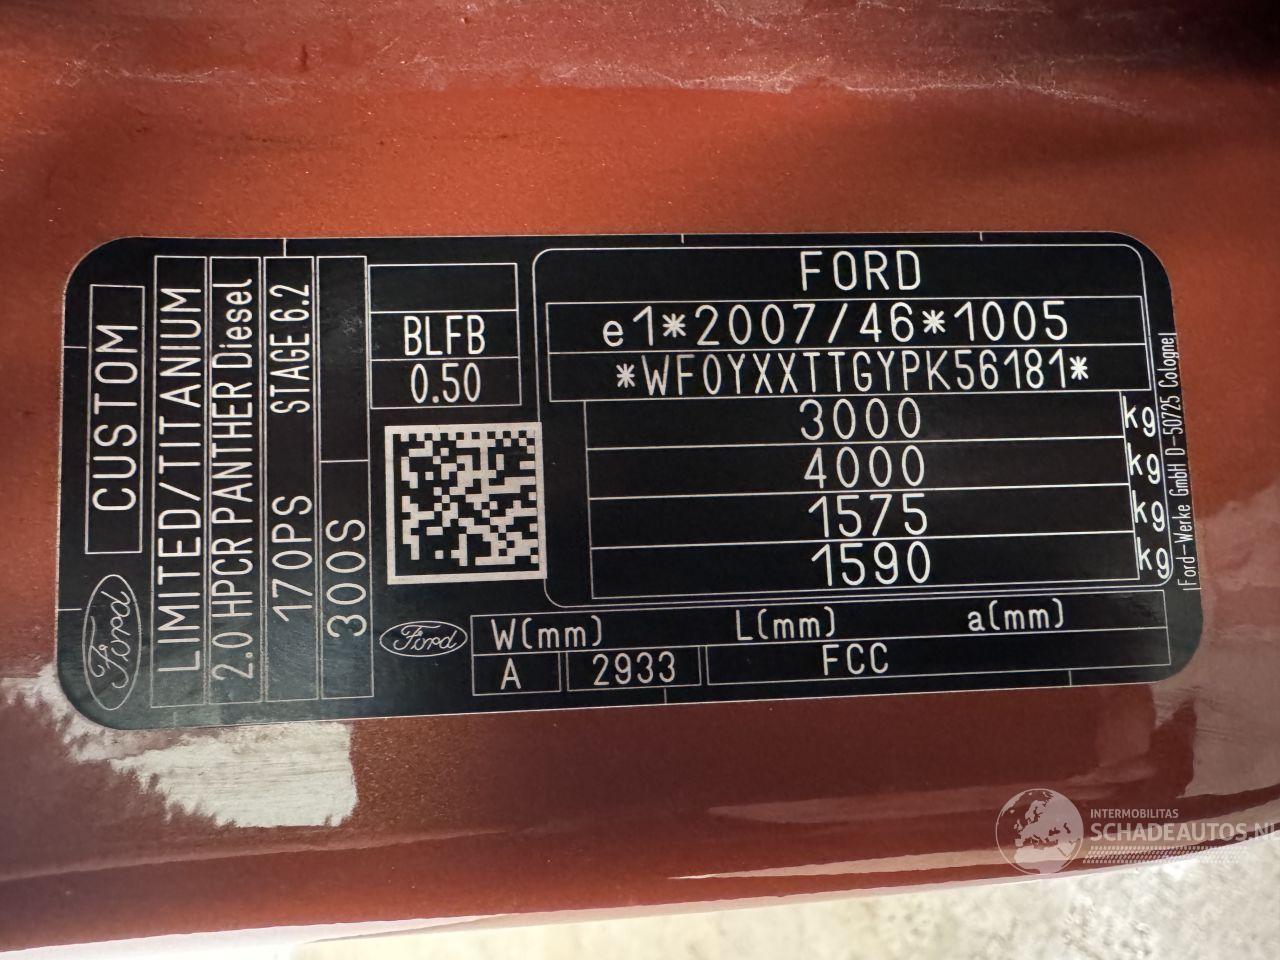 FORD
e1*2007/46*1005
*WF0YXXTTGYPK56181*
3000 kg
4000 kg
1575 kg
1590 kg
Ford-Werke GmbH D-50725 Cologne
BLFB
0.50
Ford
W(mm) L(mm) a(mm)
A 2933 FCC
Ford
CUSTOM
LIMITED/TITANIUM
2.0 HPCR PANTHER Diesel
170PS STAGE 6.2
300S
INTERMOBILITAS
SCHADEAUTOS.NL